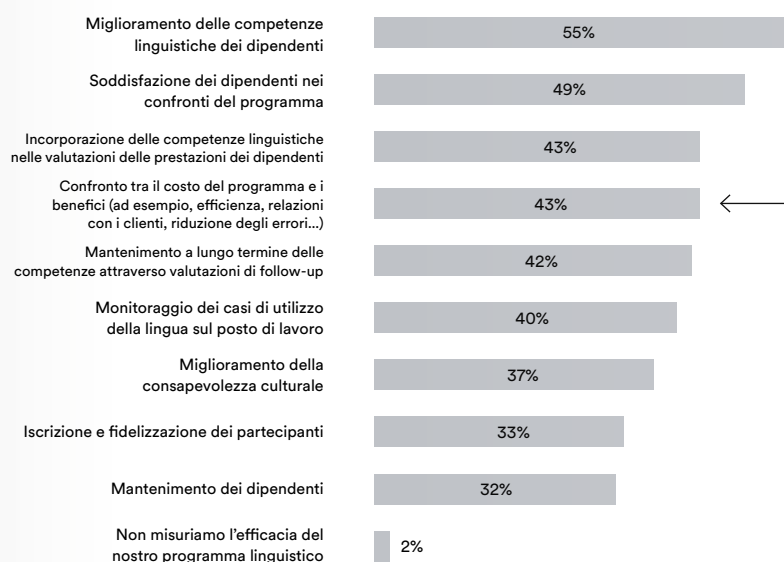 Miglioramento delle competenze
linguistiche dei dipendenti
55%
Soddisfazione dei dipendenti nei
confronti del programma
49%
Incorporazione delle competenze linguistiche
nelle valutazioni delle prestazioni dei dipendenti
43%
Confronto tra il costo del programma e i
benefici (ad esempio, efficienza, relazioni
con i clienti, riduzione degli errori...)
43%
Mantenimento a lungo termine delle
competenze attraverso valutazioni di follow-up
42%
Monitoraggio dei casi di utilizzo
della lingua sul posto di lavoro
40%
Miglioramento della
consapevolezza culturale
37%
Iscrizione e fidelizzazione dei partecipanti
33%
Mantenimento dei dipendenti
32%
Non misuriamo l'efficacia del
nostro programma linguistico
2%